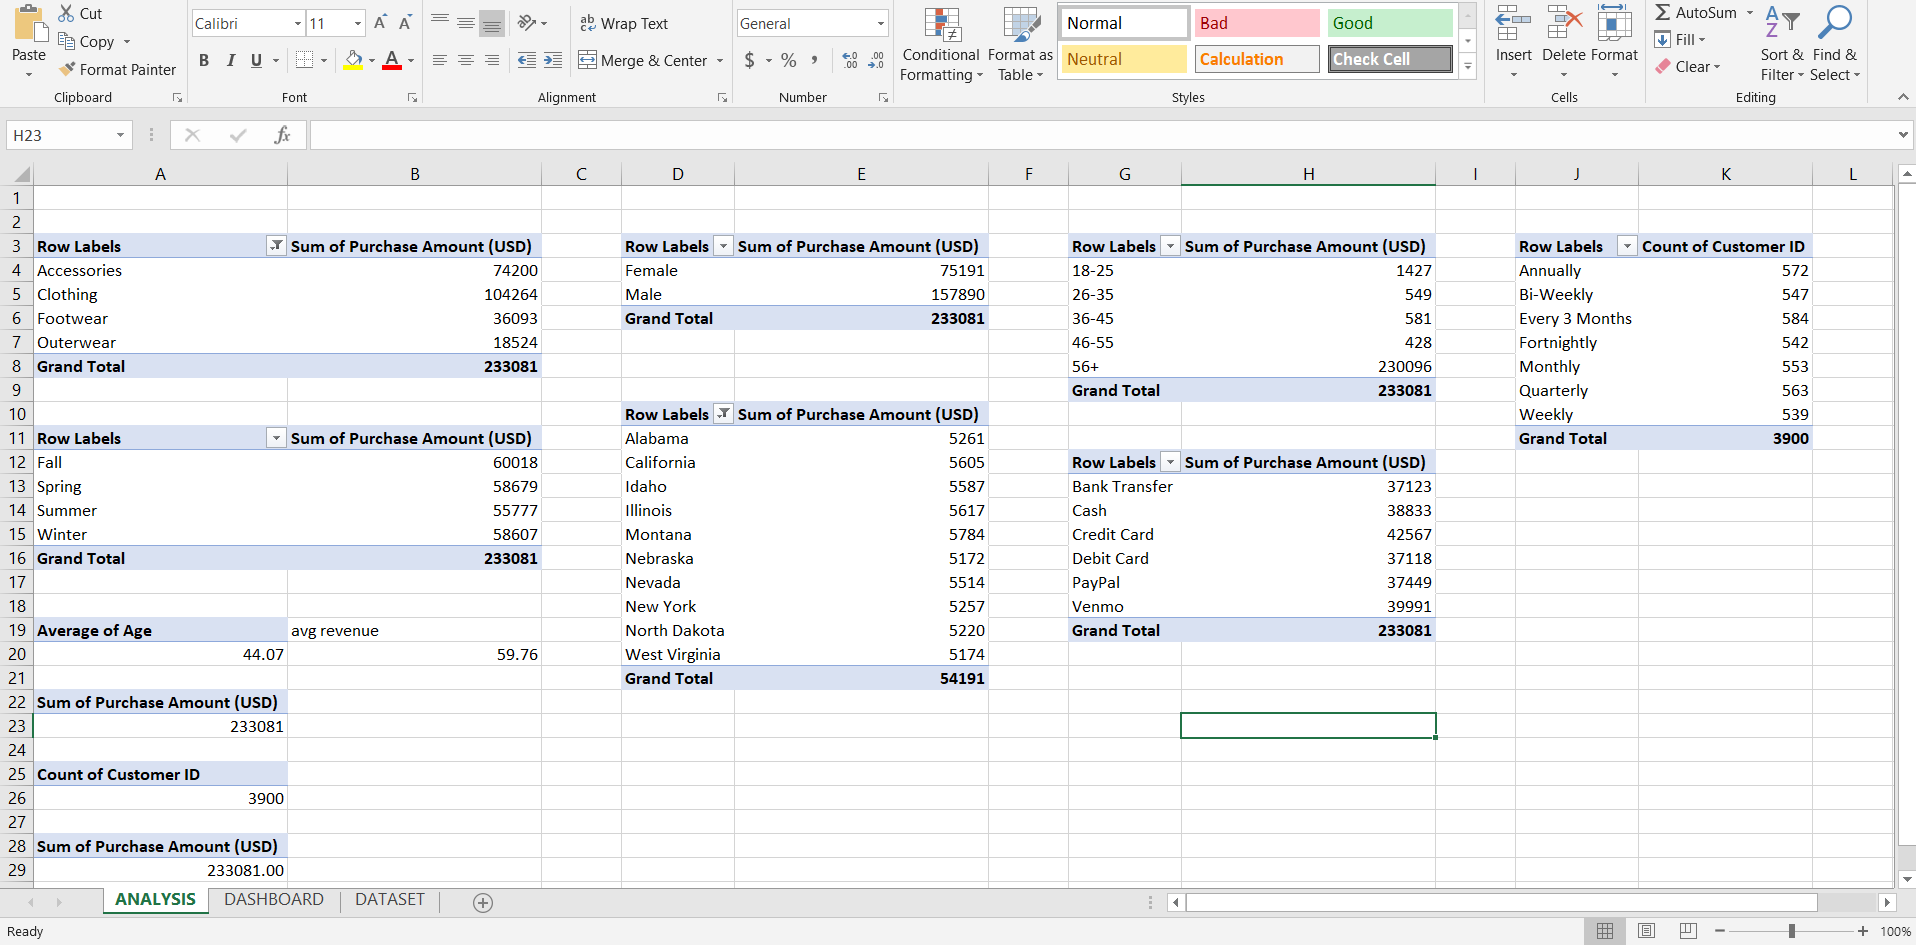 Paste
Cut
Copy
Format Painter
Clipboard
Calibri 11
A A
B I U A
Font
ab Wrap Text
Merge & Center
Alignment
General
$ % , .00 .00
Number
Conditional Formatting
Format as Table
Normal Bad Good
Neutral Calculation Check Cell
Styles
Insert Delete Format
Cells
AutoSum
Fill
Clear
Sort & Filter
Find & Select
Editing
H23 fx
A B C D E F G H I J K L
1
2
3 Row Labels Sum of Purchase Amount (USD) Row Labels Sum of Purchase Amount (USD) Row Labels Sum of Purchase Amount (USD) Row Labels Count of Customer ID
4 Accessories 74200 Female 75191 18-25 1427 Annually 572
5 Clothing 104264 Male 157890 26-35 549 Bi-Weekly 547
6 Footwear 36093 Grand Total 233081 36-45 581 Every 3 Months 584
7 Outerwear 18524 46-55 428 Fortnightly 542
8 Grand Total 233081 56+ 230096 Monthly 553
9 Grand Total 233081 Quarterly 563
10 Row Labels Sum of Purchase Amount (USD) Weekly 539
11 Row Labels Sum of Purchase Amount (USD) Alabama 5261 Grand Total 3900
12 Fall 60018 California 5605 Row Labels Sum of Purchase Amount (USD)
13 Spring 58679 Idaho 5587 Bank Transfer 37123
14 Summer 55777 Illinois 5617 Cash 38833
15 Winter 58607 Montana 5784 Credit Card 42567
16 Grand Total 233081 Nebraska 5172 Debit Card 37118
17 Nevada 5514 PayPal 37449
18 New York 5257 Venmo 39991
19 Average of Age avg revenue North Dakota 5220 Grand Total 233081
20 44.07 59.76 West Virginia 5174
21 Grand Total 54191
22 Sum of Purchase Amount (USD)
23 233081
24
25 Count of Customer ID
26 3900
27
28 Sum of Purchase Amount (USD)
29 233081.00
ANALYSIS DASHBOARD DATASET
Ready 100%